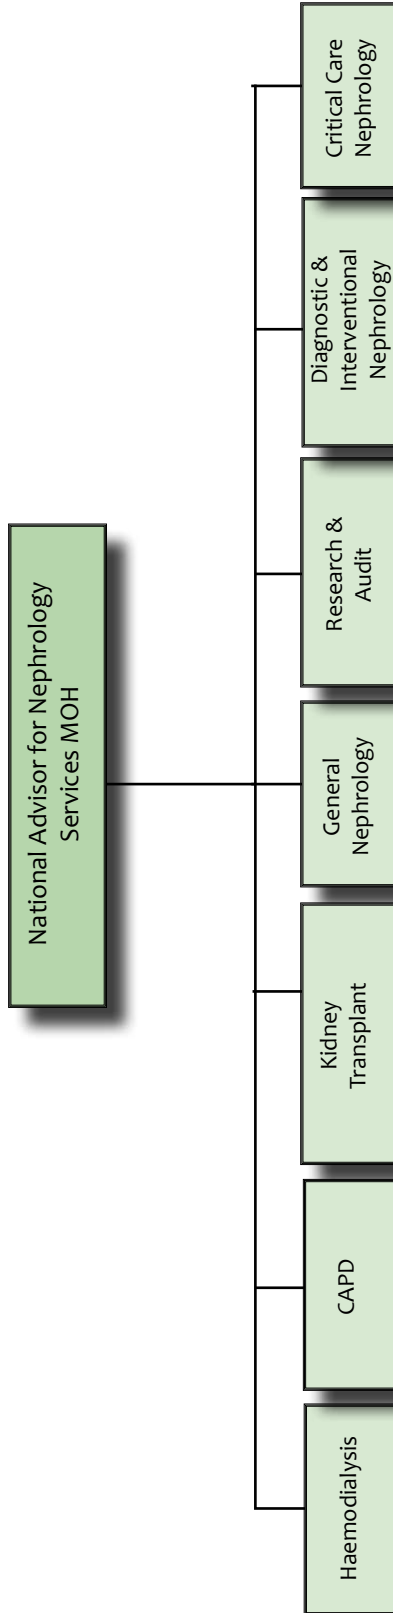 National Advisor for Nephrology
Services MOH
Haemodialysis
CAPD
Kidney
Transplant
General
Nephrology
Research &
Audit
Diagnostic &
Interventional
Nephrology
Critical Care
Nephrology